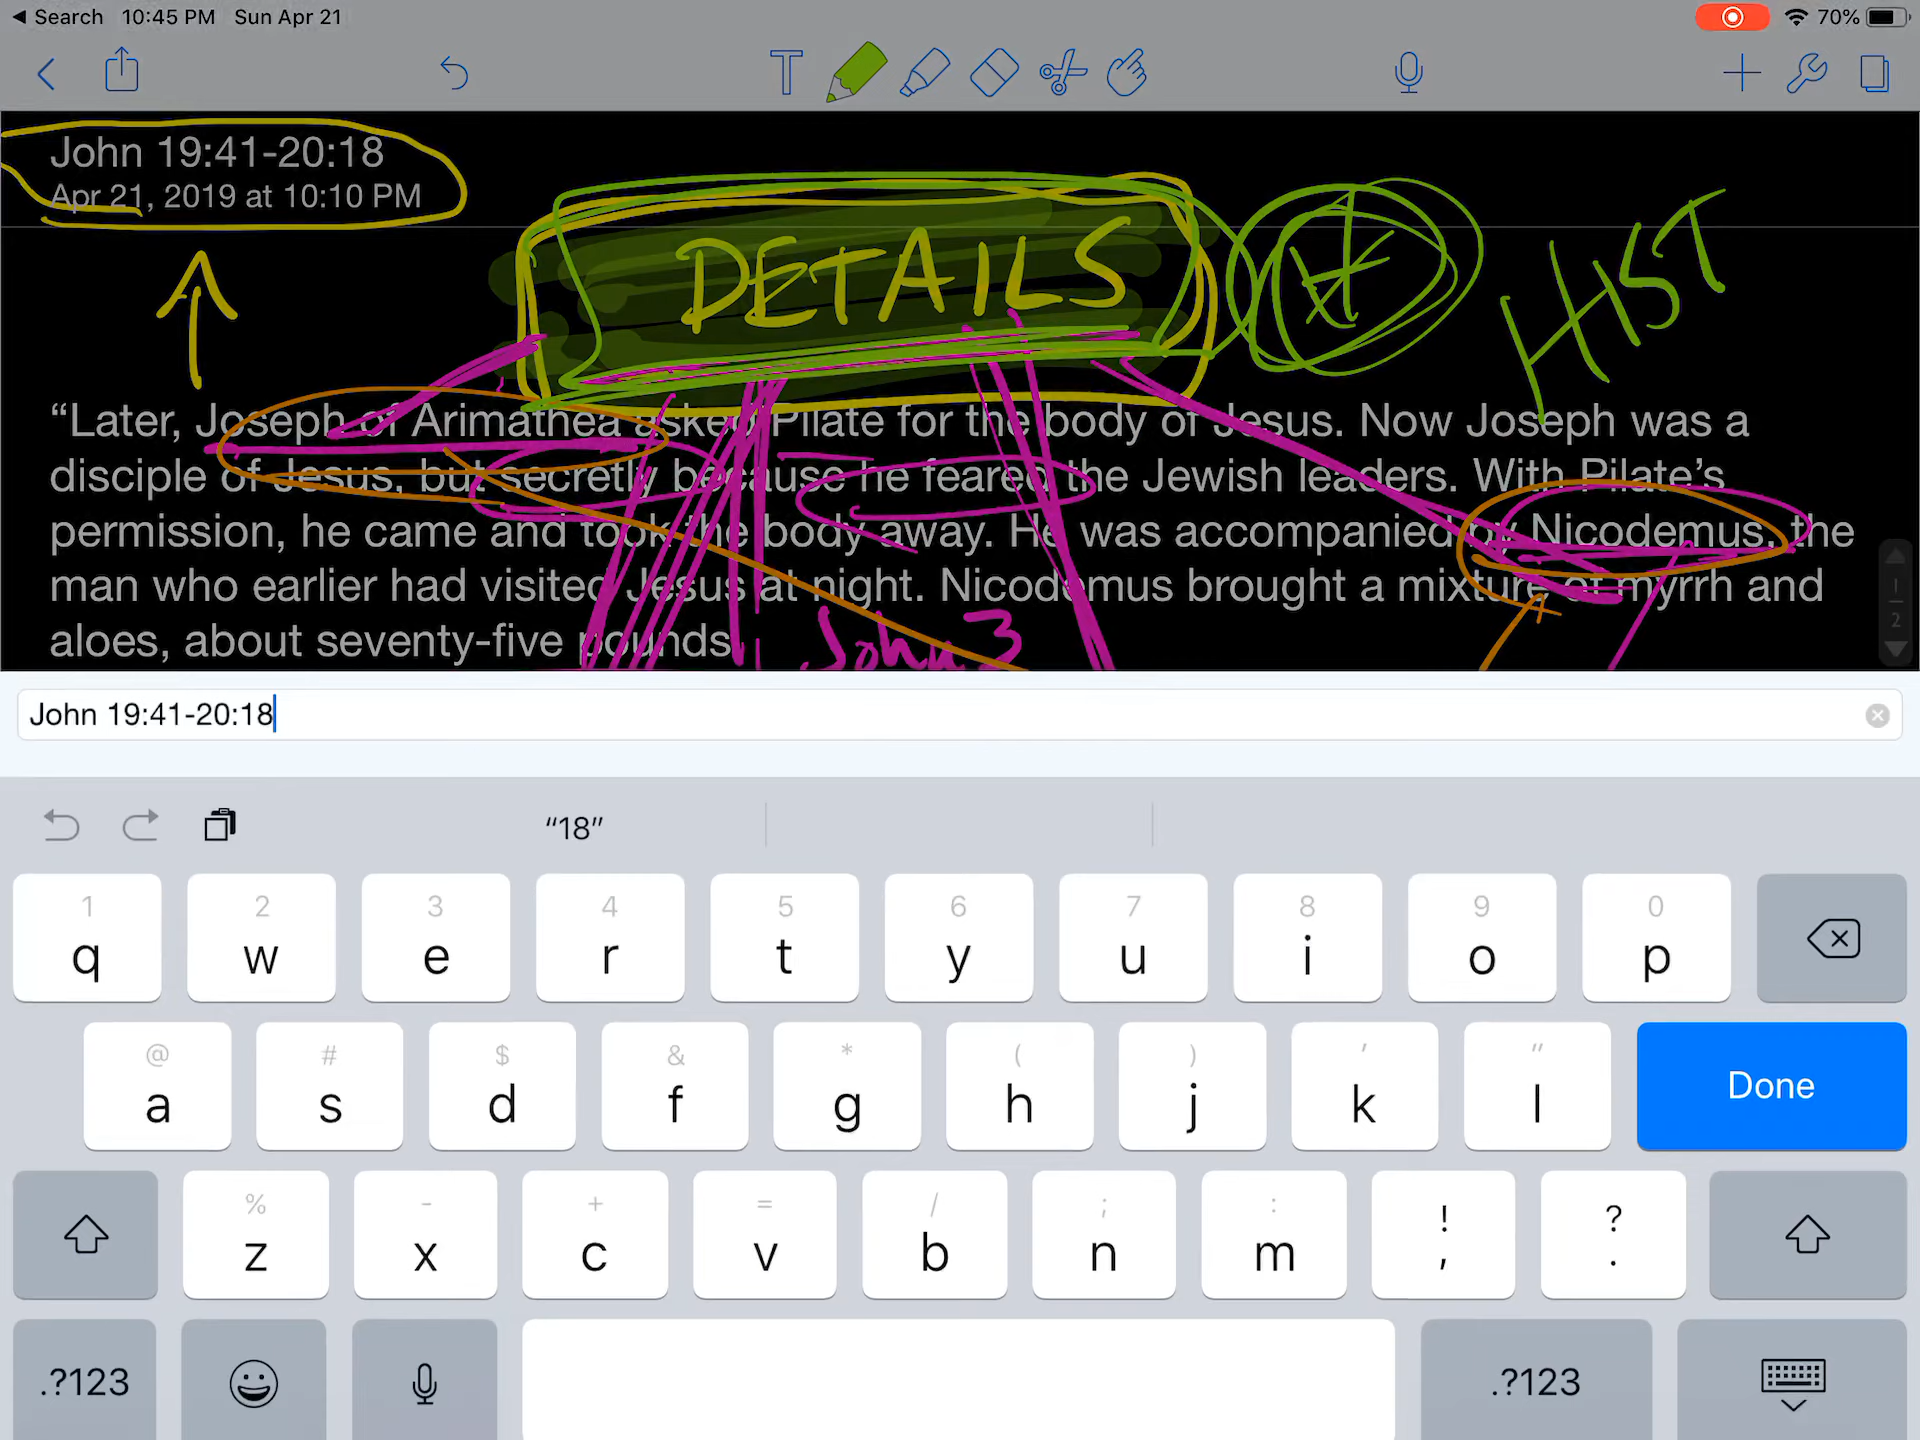 Search 10:45 PM Sun Apr 21 70%
T
John 19:41-20:18
Apr 21, 2019 at 10:10 PM
DETAILS
HIST
“Later, Joseph of Arimathea asked Pilate for the body of Jesus. Now Joseph was a
disciple of Jesus, but secretly because he feared the Jewish leaders. With Pilate’s
permission, he came and took the body away. He was accompanied by Nicodemus, the
man who earlier had visited Jesus at night. Nicodemus brought a mixture of myrrh and
aloes, about seventy-five pounds.
John 3
1
2
John 19:41-20:18
“18”
1 2 3 4 5 6 7 8 9 0
q w e r t y u i o p
@ # $ & * ( ) ’ ”
a s d f g h j k l Done
% - + = / ; : ! ?
z x c v b n m , .
.?123 .?123